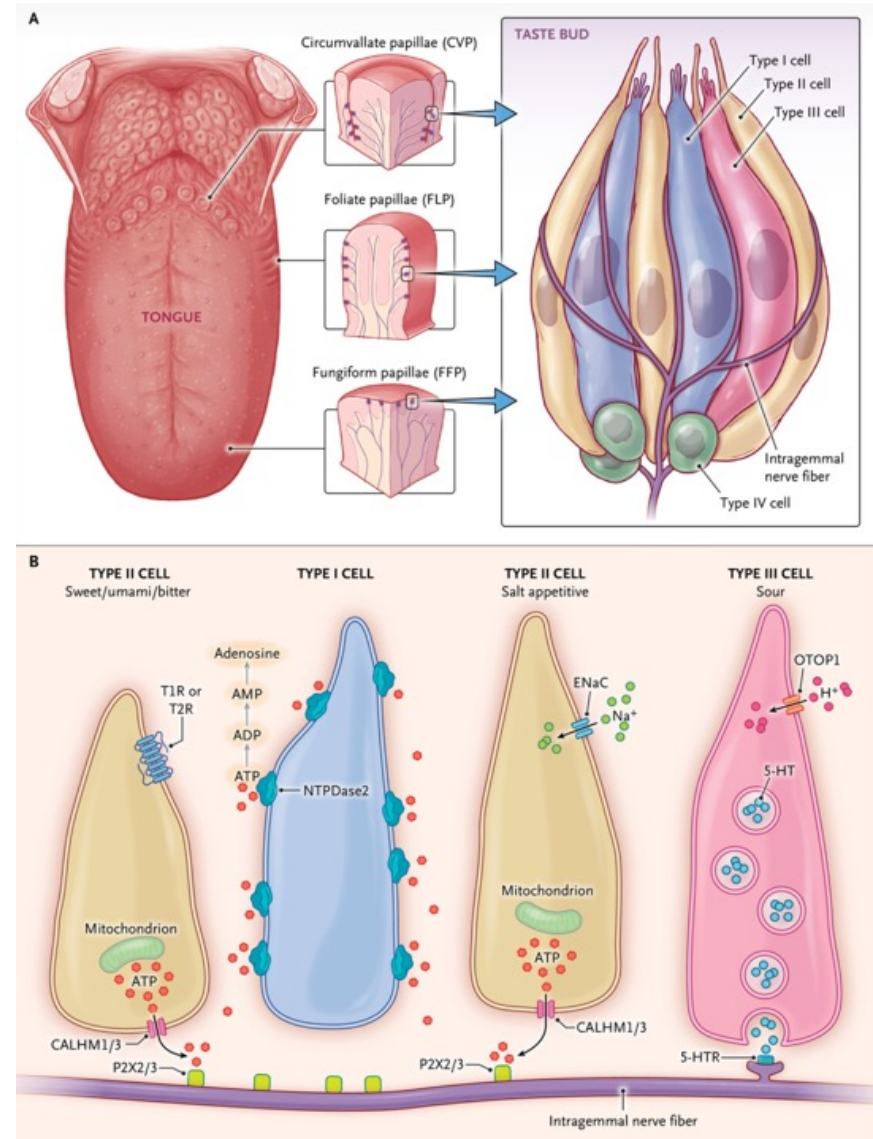 A
Circumvallate papillae (CVP)
Foliate papillae (FLP)
Fungiform papillae (FFP)
TONGUE
TASTE BUD
Type I cell
Type II cell
Type III cell
Intragemmal
nerve fiber
Type IV cell
B
TYPE II CELL
Sweet/umami/bitter
T1R or
T2R
Mitochondrion
ATP
CALHM1/3
P2X2/3
TYPE I CELL
Adenosine
AMP
ADP
ATP
NTPDase2
TYPE II CELL
Salt appetitive
ENaC
Na⁺
Mitochondrion
ATP
CALHM1/3
P2X2/3
TYPE III CELL
Sour
OTOP1
H⁺
5-HT
5-HTR
Intragemmal nerve fiber